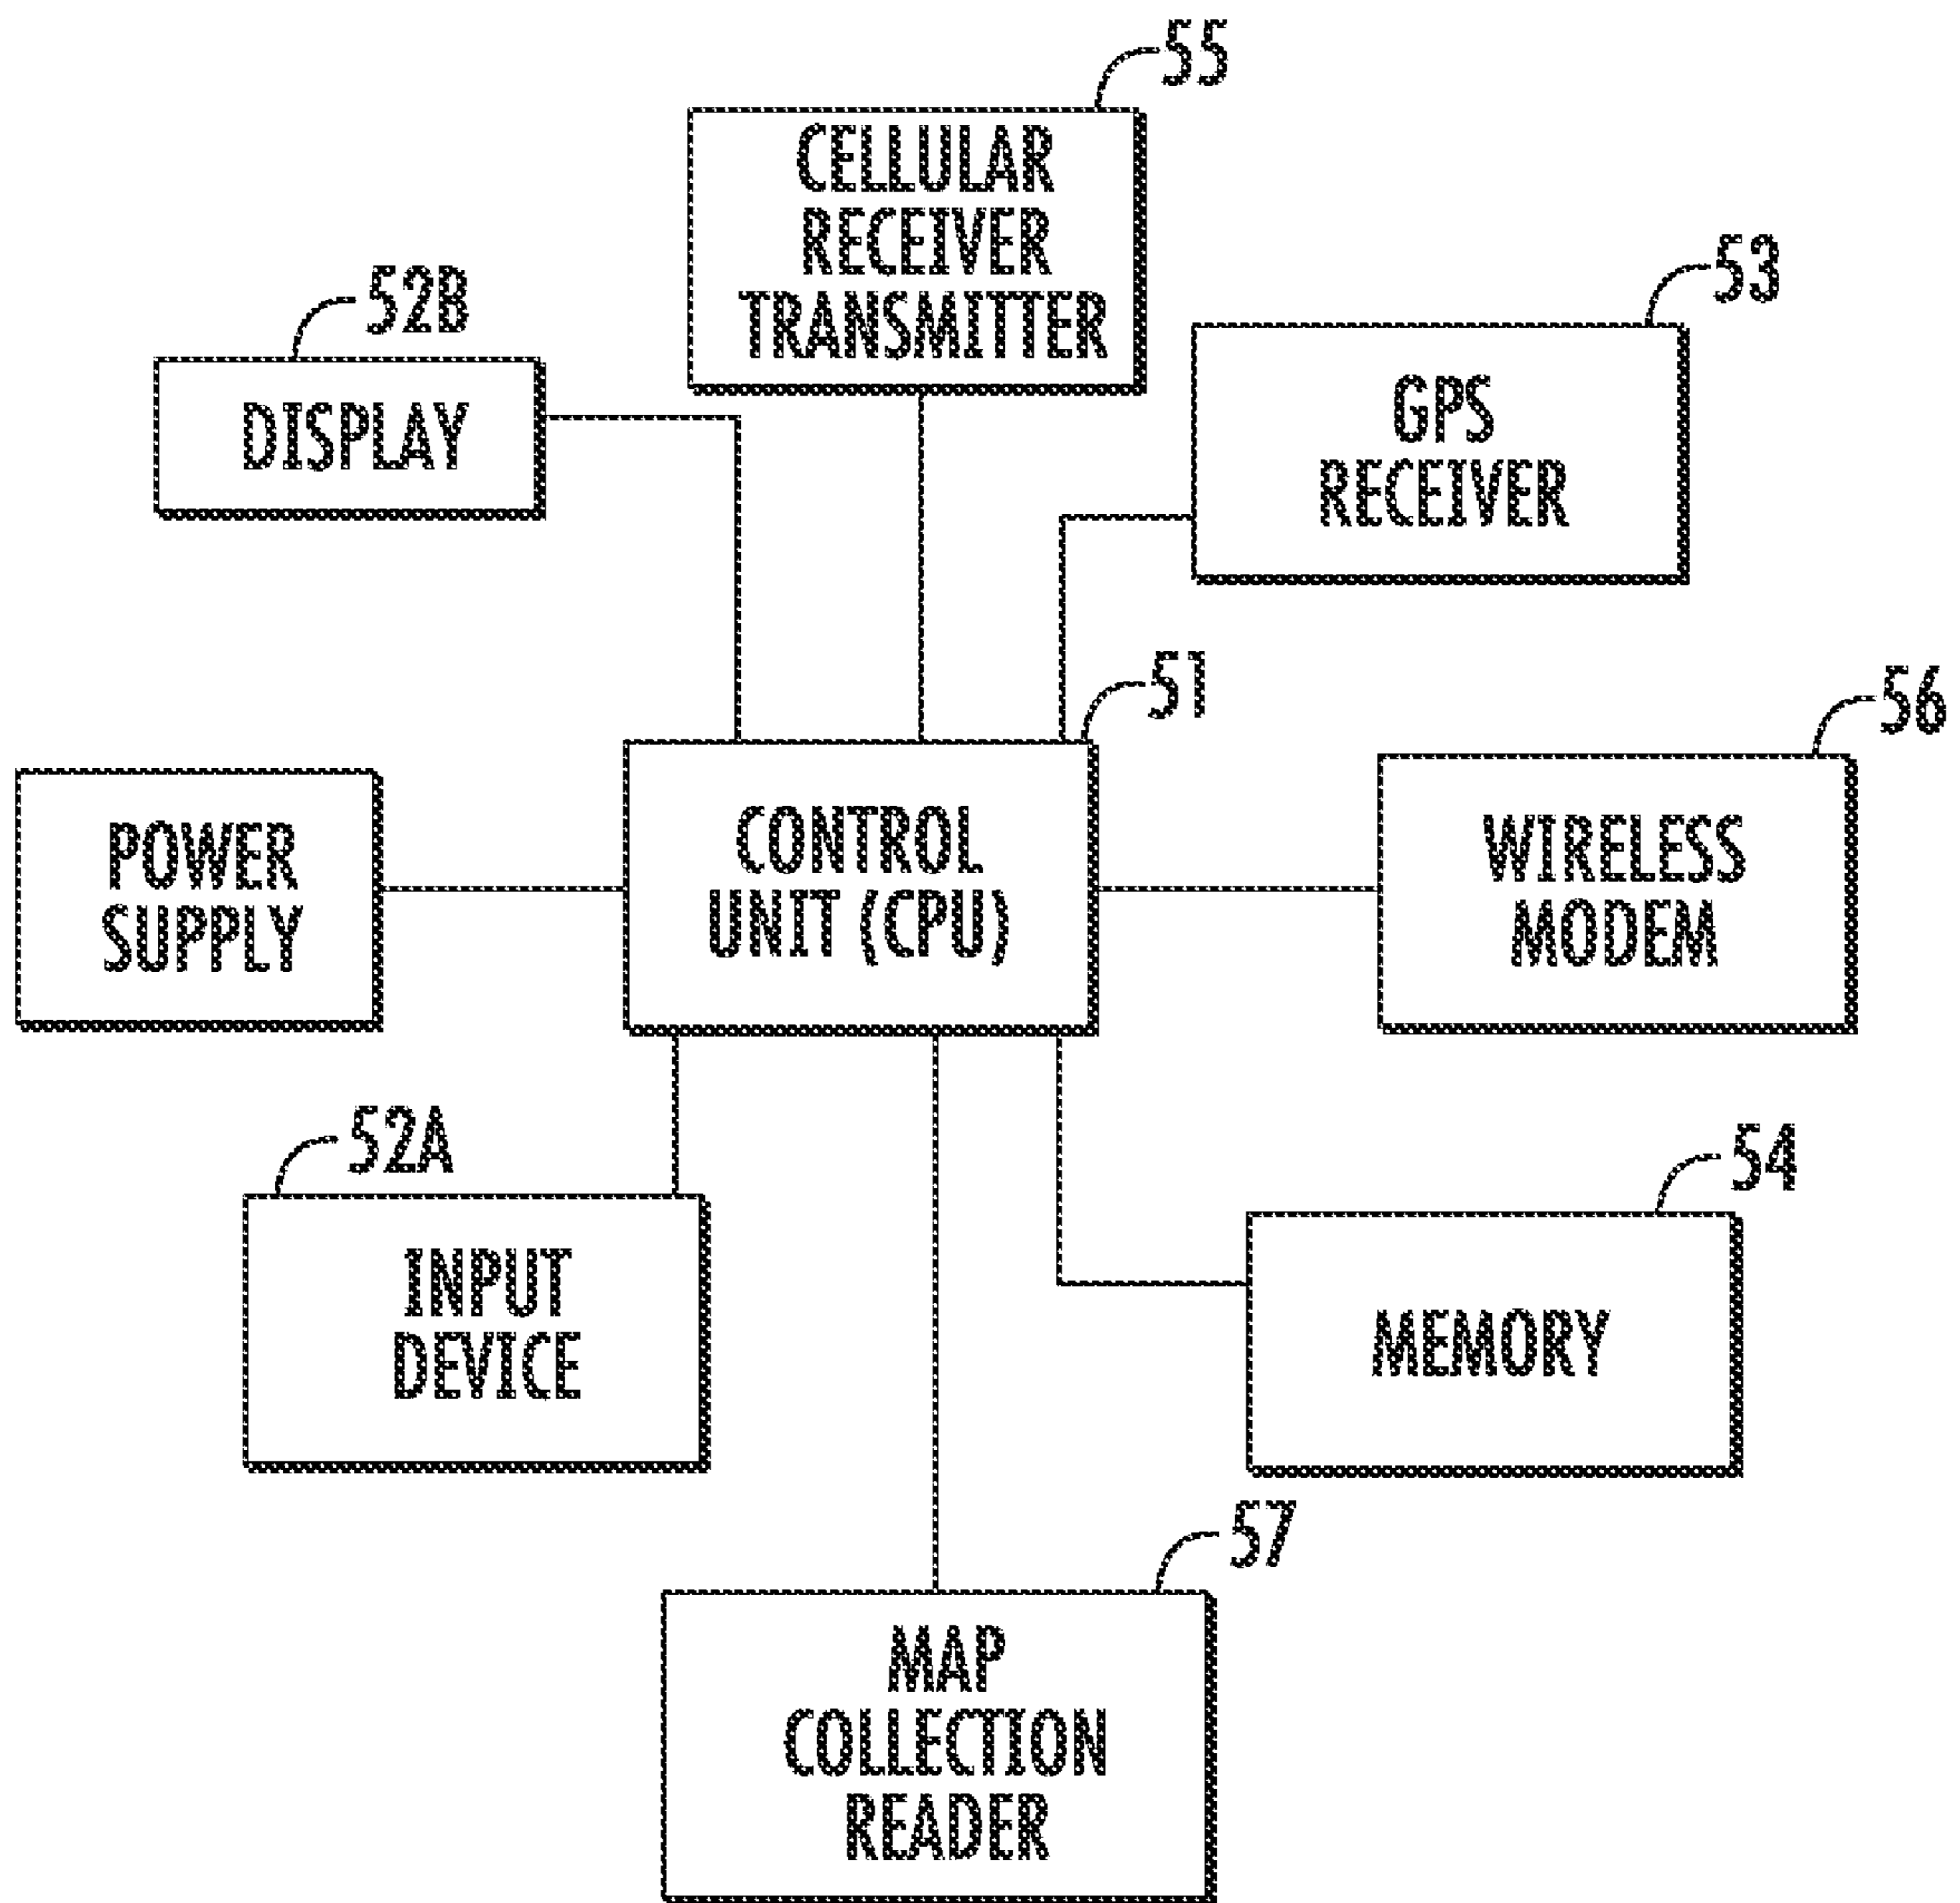 55
CELLULAR
RECEIVER
TRANSMITTER
53
GPS
RECEIVER
52B
DISPLAY
51
CONTROL
UNIT (CPU)
56
WIRELESS
MODEM
POWER
SUPPLY
52A
INPUT
DEVICE
54
MEMORY
57
MAP
COLLECTION
READER